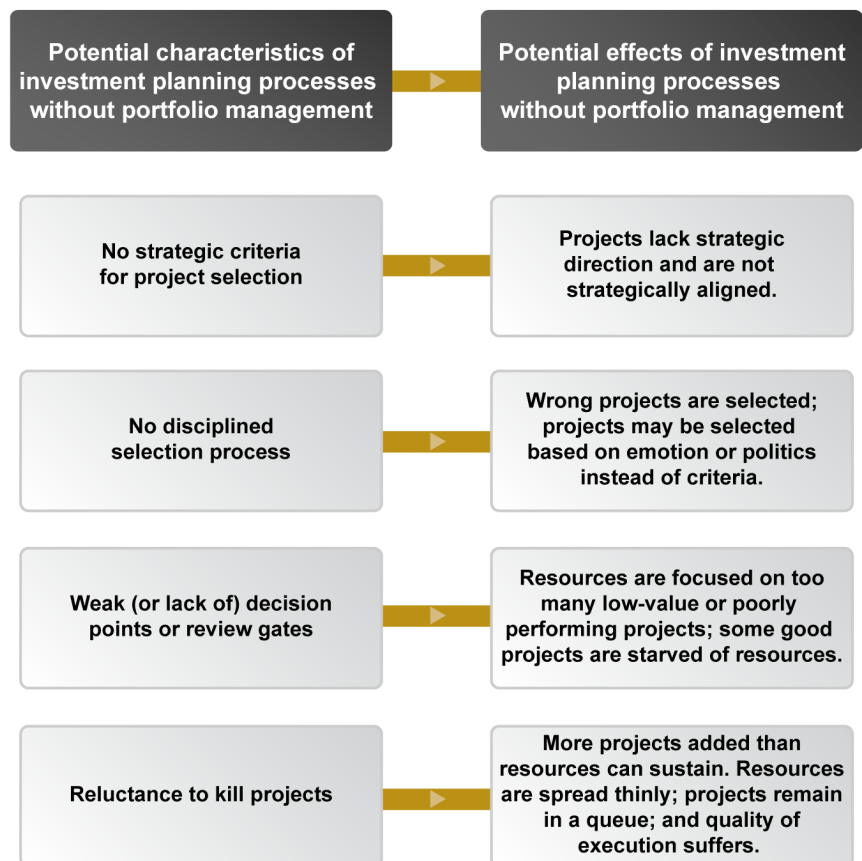 Potential characteristics of
investment planning processes
without portfolio management
Potential effects of investment
planning processes
without portfolio management
No strategic criteria
for project selection
Projects lack strategic
direction and are not
strategically aligned.
No disciplined
selection process
Wrong projects are selected;
projects may be selected
based on emotion or politics
instead of criteria.
Weak (or lack of) decision
points or review gates
Resources are focused on too
many low-value or poorly
performing projects; some good
projects are starved of resources.
Reluctance to kill projects
More projects added than
resources can sustain. Resources
are spread thinly; projects remain
in a queue; and quality of
execution suffers.